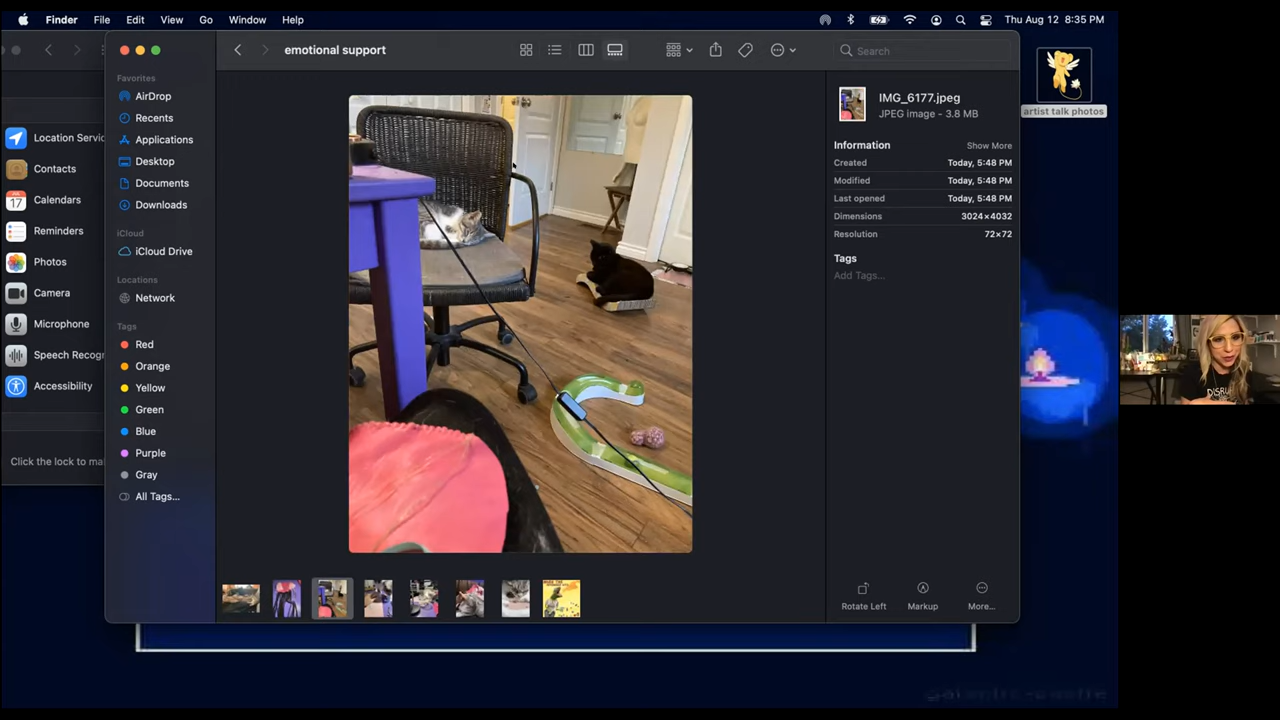 Finder File Edit View Go Window Help Thu Aug 12 8:35 PM
emotional support
Search
Favorites
AirDrop
Recents
Applications
Desktop
Documents
Downloads
iCloud
iCloud Drive
Locations
Network
Tags
Red
Orange
Yellow
Green
Blue
Purple
Gray
All Tags...
Location Servic
Contacts
JUL
17
Calendars
Reminders
Photos
Camera
Microphone
Speech Recogn
Accessibility
Click the lock to mal
IMG_6177.jpeg
JPEG image - 3.8 MB
Information Show More
Created Today, 5:48 PM
Modified Today, 5:48 PM
Last opened Today, 5:48 PM
Dimensions 3024×4032
Resolution 72×72
Tags
Add Tags...
Rotate Left Markup More...
artist talk photos